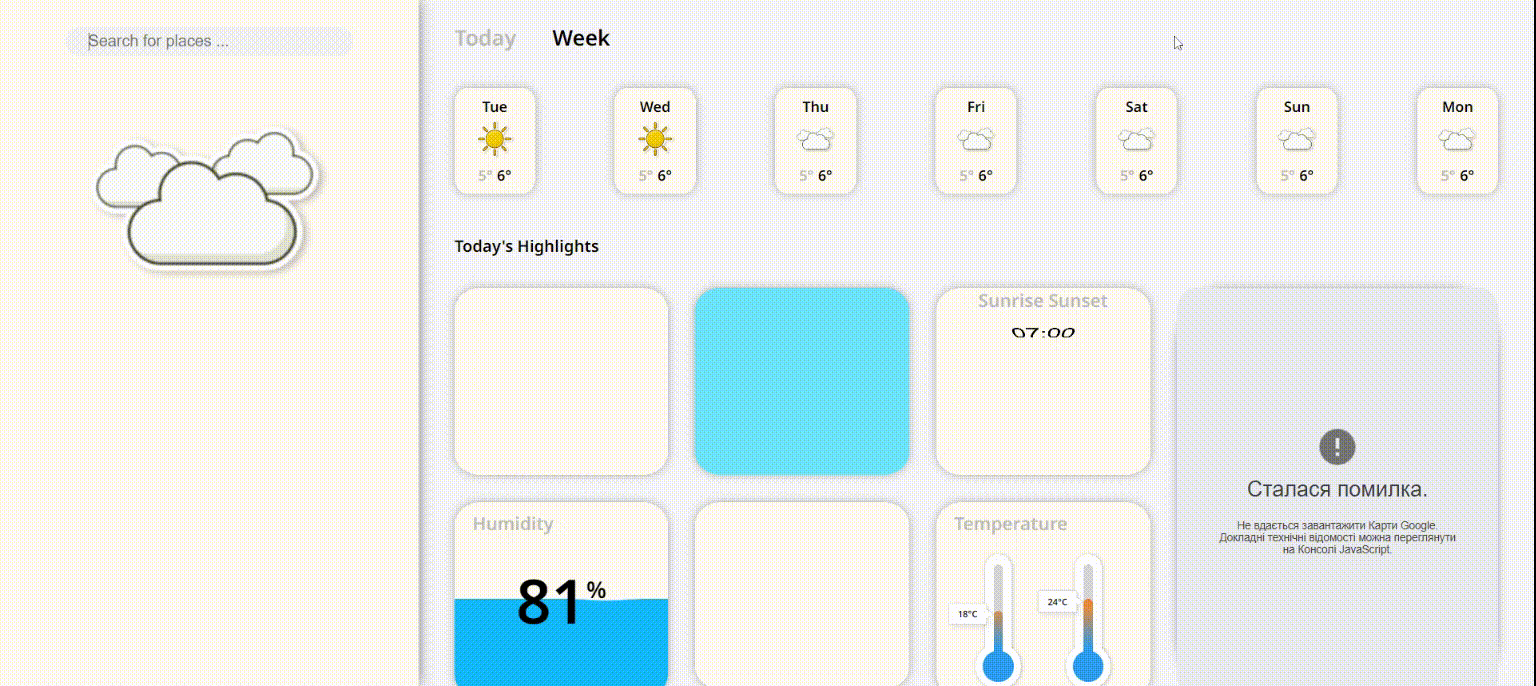 Search for places ...
Today Week
Tue Wed Thu Fri Sat Sun Mon
5° 6° 5° 6° 5° 6° 5° 6° 5° 6° 5° 6° 5° 6°
Today's Highlights
Sunrise Sunset
07:00
Сталася помилка.
Не вдається завантажити Карти Google.
Докладні технічні відомості можна переглянути
на Консолі JavaScript.
Humidity
81%
Temperature
18°C
24°C